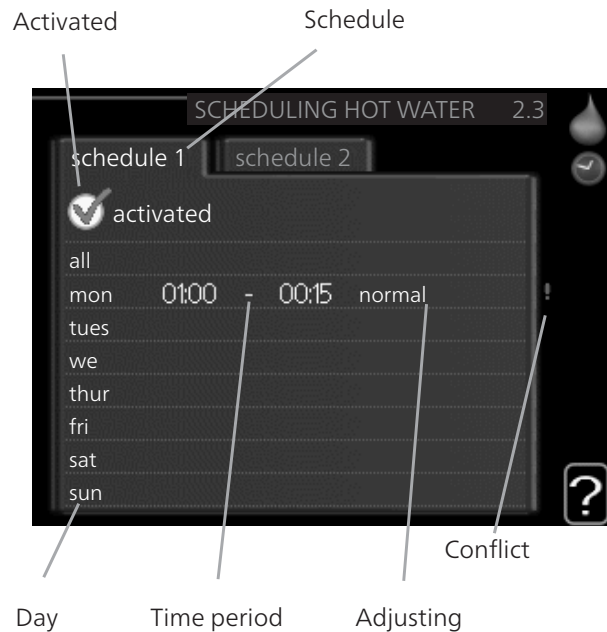 Activated Schedule
SCHEDULING HOT WATER 2.3
schedule 1 schedule 2
activated
all
mon 01:00 - 00:15 normal !
tues
we
thur
fri
sat
sun
?
Conflict
Day Time period Adjusting